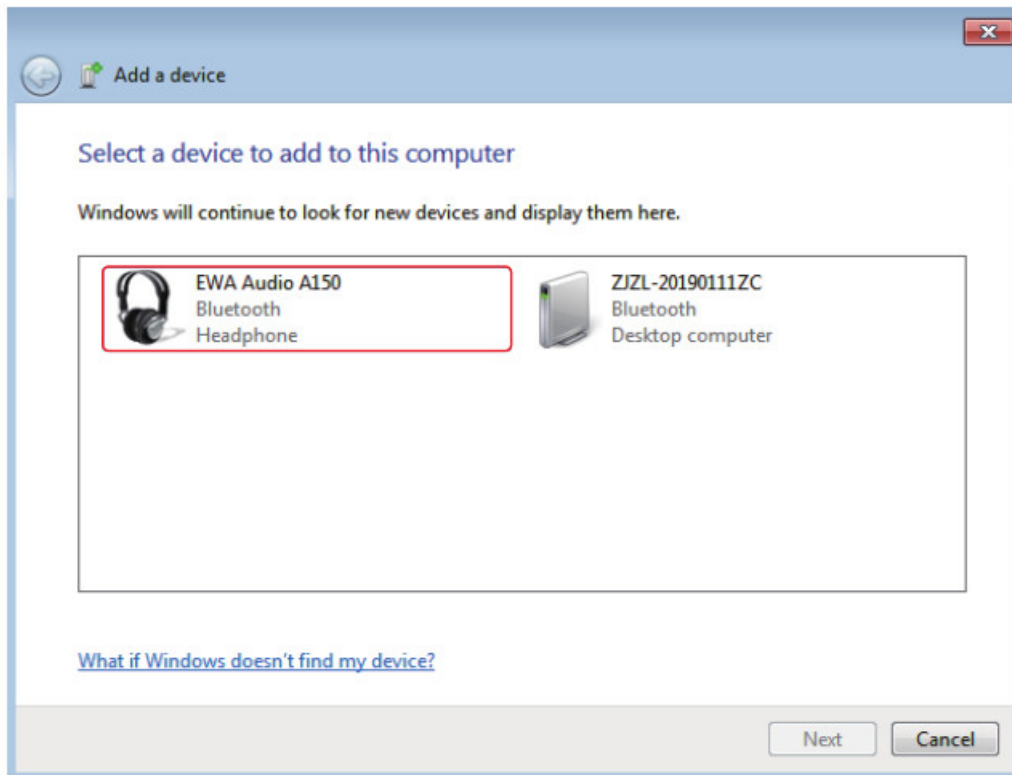 Add a device
Select a device to add to this computer
Windows will continue to look for new devices and display them here.
EWA Audio A150
Bluetooth
Headphone
ZJZL-20190111ZC
Bluetooth
Desktop computer
What if Windows doesn't find my device?
Next
Cancel